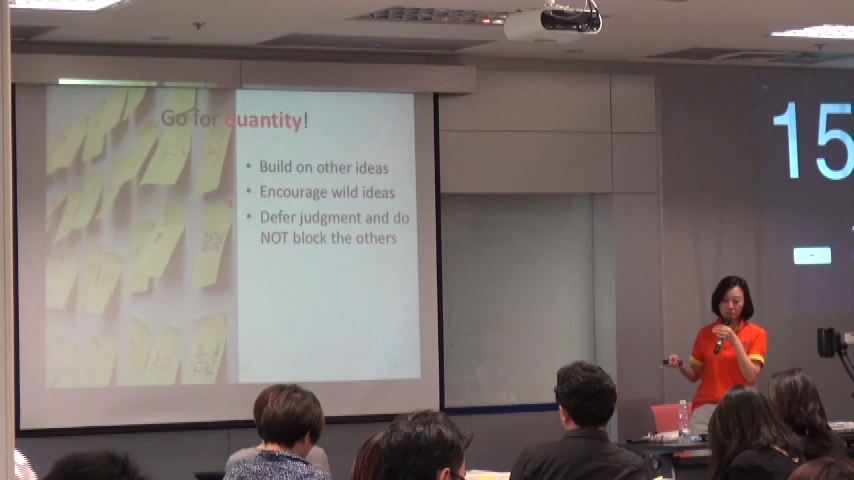 Go for quantity!
• Build on other ideas
• Encourage wild ideas
• Defer judgment and do
NOT block the others
15